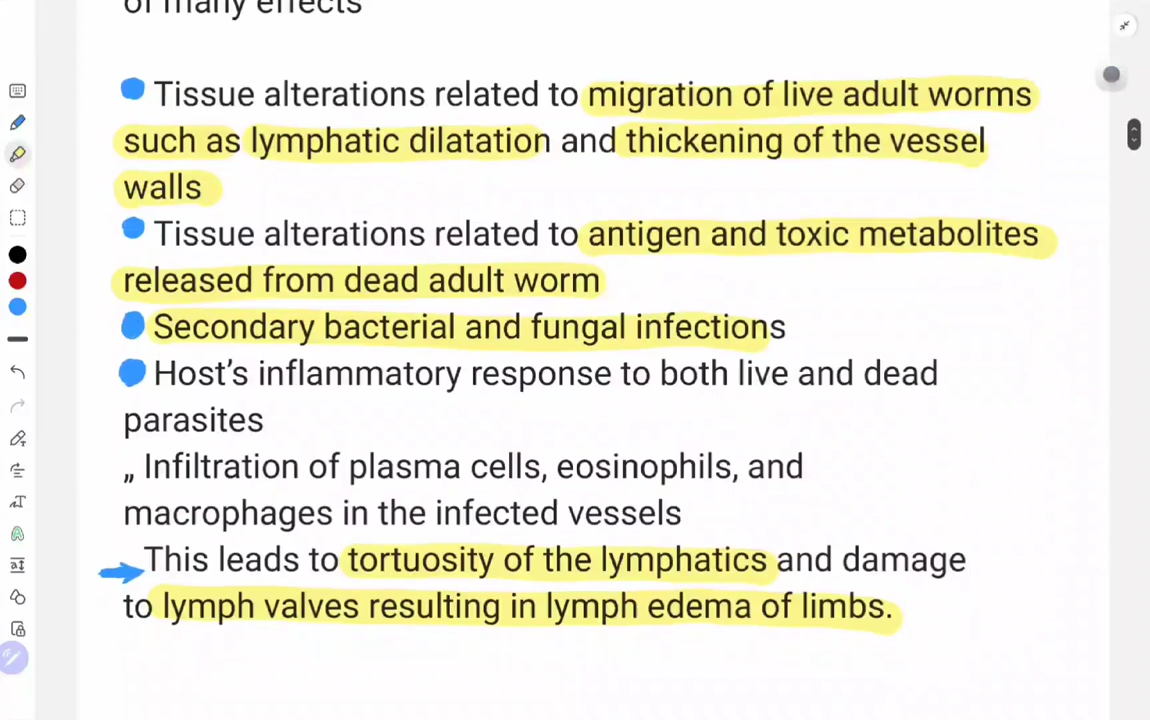 of many effects
Tissue alterations related to migration of live adult worms
such as lymphatic dilatation and thickening of the vessel
walls
Tissue alterations related to antigen and toxic metabolites
released from dead adult worm
Secondary bacterial and fungal infections
Host’s inflammatory response to both live and dead
parasites
„ Infiltration of plasma cells, eosinophils, and
macrophages in the infected vessels
This leads to tortuosity of the lymphatics and damage
to lymph valves resulting in lymph edema of limbs.